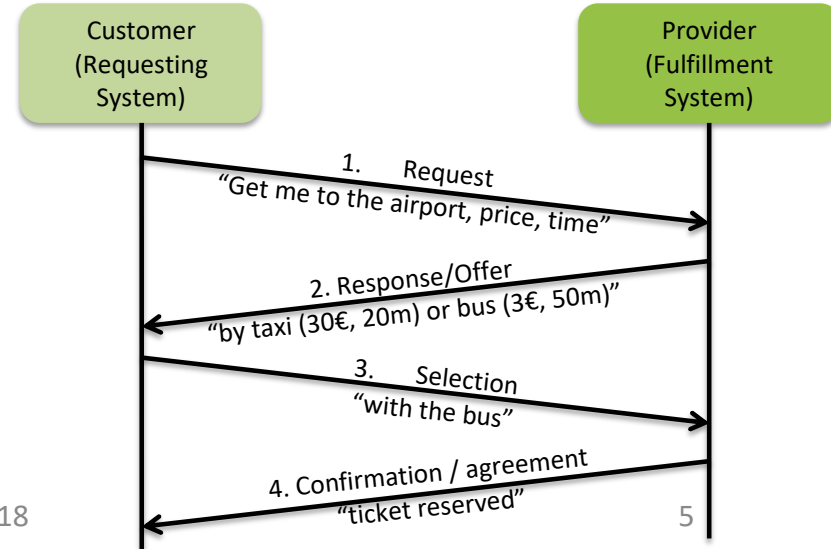 Customer
(Requesting
System)
Provider
(Fulfillment
System)
1. Request
“Get me to the airport, price, time”
2. Response/Offer
“by taxi (30€, 20m) or bus (3€, 50m)”
3. Selection
“with the bus”
4. Confirmation / agreement
“ticket reserved”
18
5